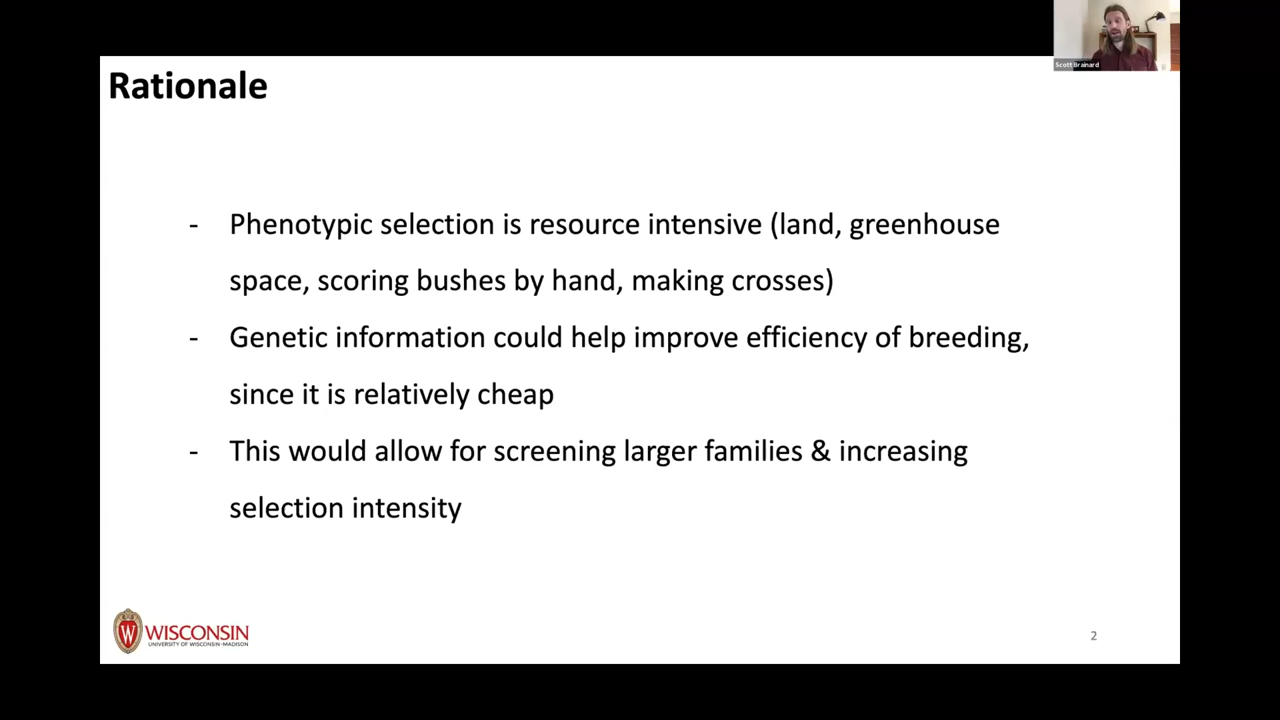 Scott Brainard
Rationale
- Phenotypic selection is resource intensive (land, greenhouse
space, scoring bushes by hand, making crosses)
- Genetic information could help improve efficiency of breeding,
since it is relatively cheap
- This would allow for screening larger families & increasing
selection intensity
W WISCONSIN
UNIVERSITY OF WISCONSIN–MADISON
2